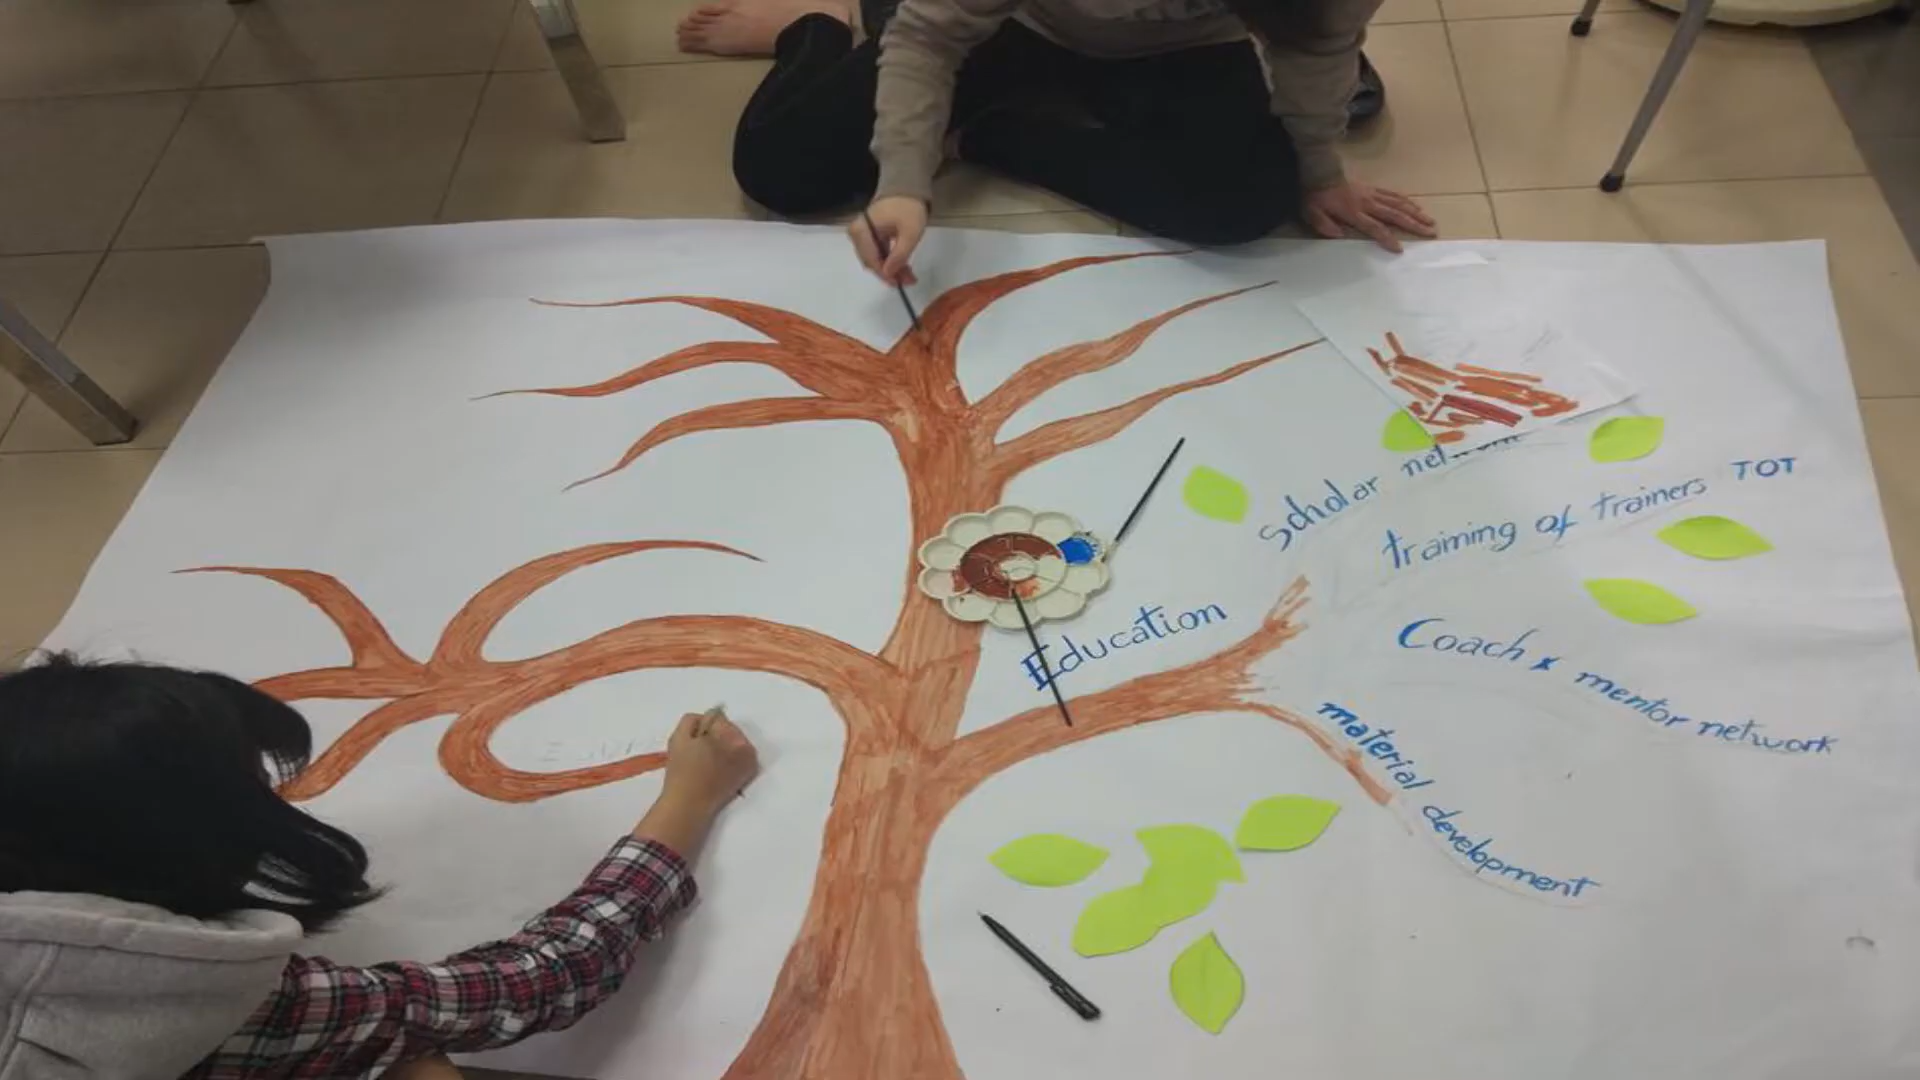 Scholar
training of trainers TOT
Education
Coach & mentor network
material development